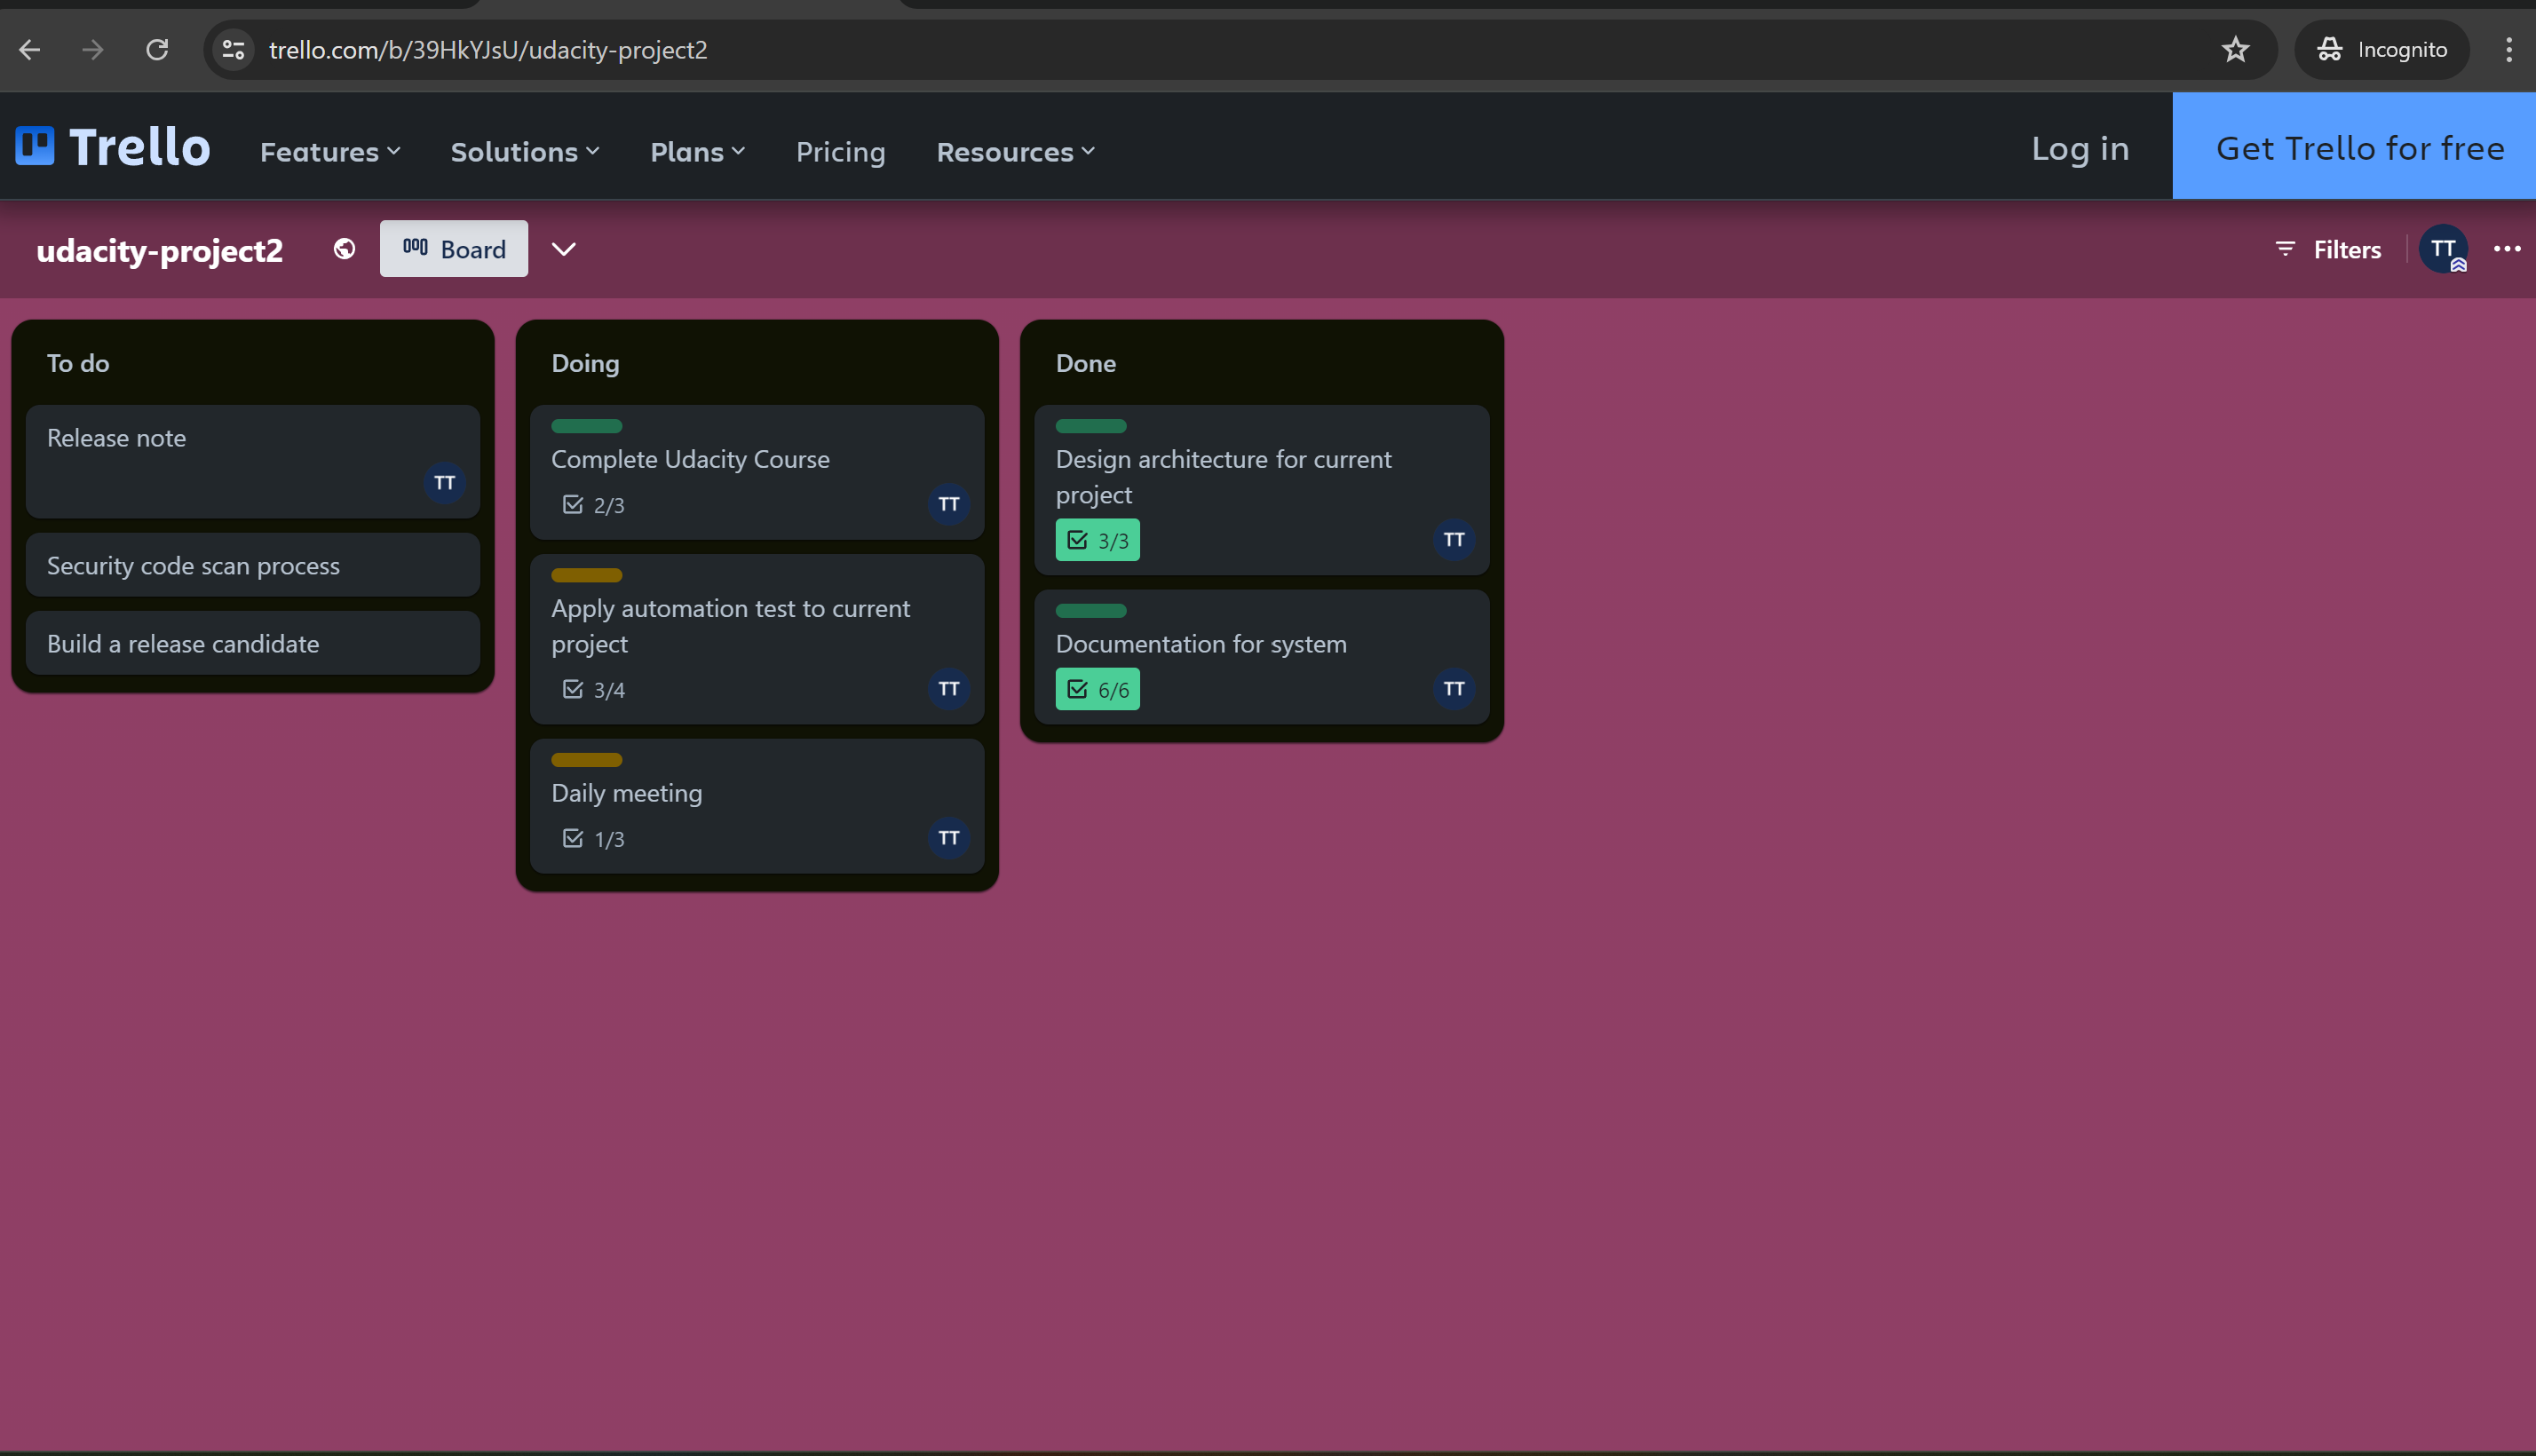 trello.com/b/39HkYJsU/udacity-project2
Incognito
Trello
Features
Solutions
Plans
Pricing
Resources
Log in
Get Trello for free
udacity-project2
Board
Filters
TT
To do
Release note
TT
Security code scan process
Build a release candidate
Doing
Complete Udacity Course
2/3
TT
Apply automation test to current
project
3/4
TT
Daily meeting
1/3
TT
Done
Design architecture for current
project
3/3
TT
Documentation for system
6/6
TT